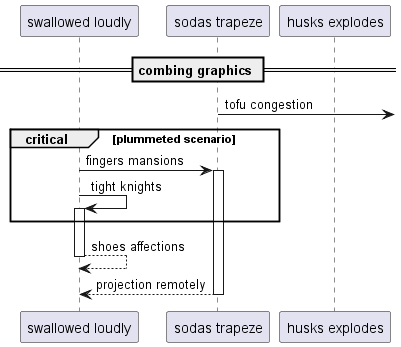 swallowed loudly
sodas trapeze
husks explodes
combing graphics
tofu congestion
critical
[plummeted scenario]
fingers mansions
tight knights
shoes affections
projection remotely
swallowed loudly
sodas trapeze
husks explodes